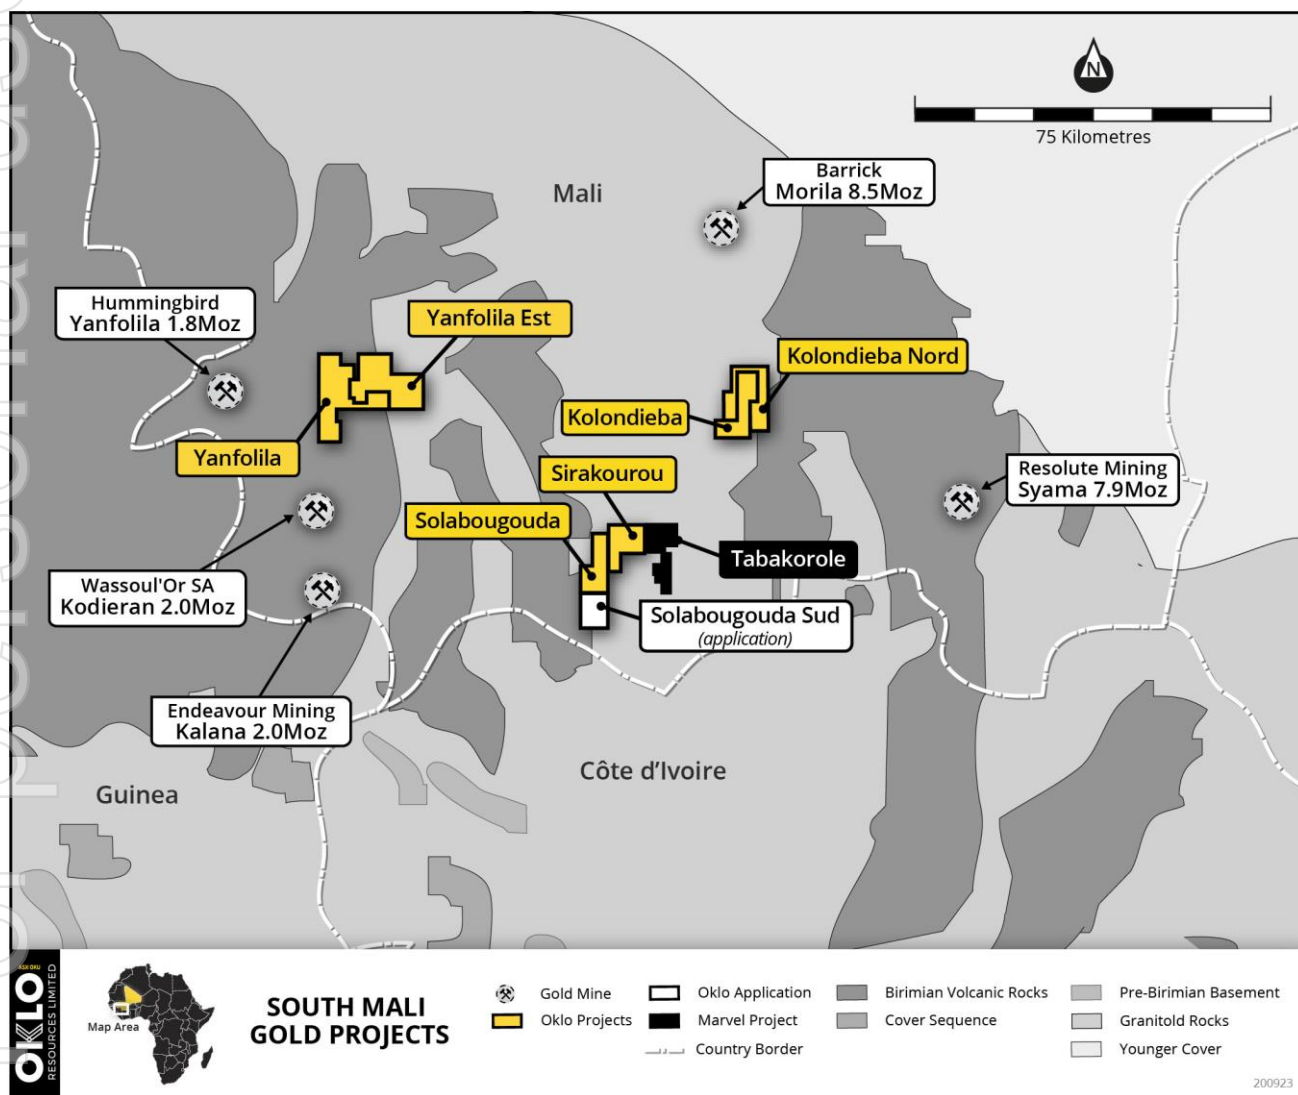 N
75 Kilometres
Mali
Barrick
Morila 8.5Moz
Hummingbird
Yanfolila 1.8Moz
Yanfolila Est
Kolondieba Nord
Kolondieba
Yanfolila
Sirakourou
Resolute Mining
Syama 7.9Moz
Solabougouda
Tabakorole
Wassoul'Or SA
Kodieran 2.0Moz
Solabougouda Sud
(application)
Endeavour Mining
Kalana 2.0Moz
Côte d’Ivoire
Guinea
ASX OKU
OKLO
RESOURCES LIMITED
Map Area
SOUTH MALI
GOLD PROJECTS
Gold Mine
Oklo Projects
Oklo Application
Marvel Project
Country Border
Birimian Volcanic Rocks
Cover Sequence
Pre-Birimian Basement
Granitold Rocks
Younger Cover
200923